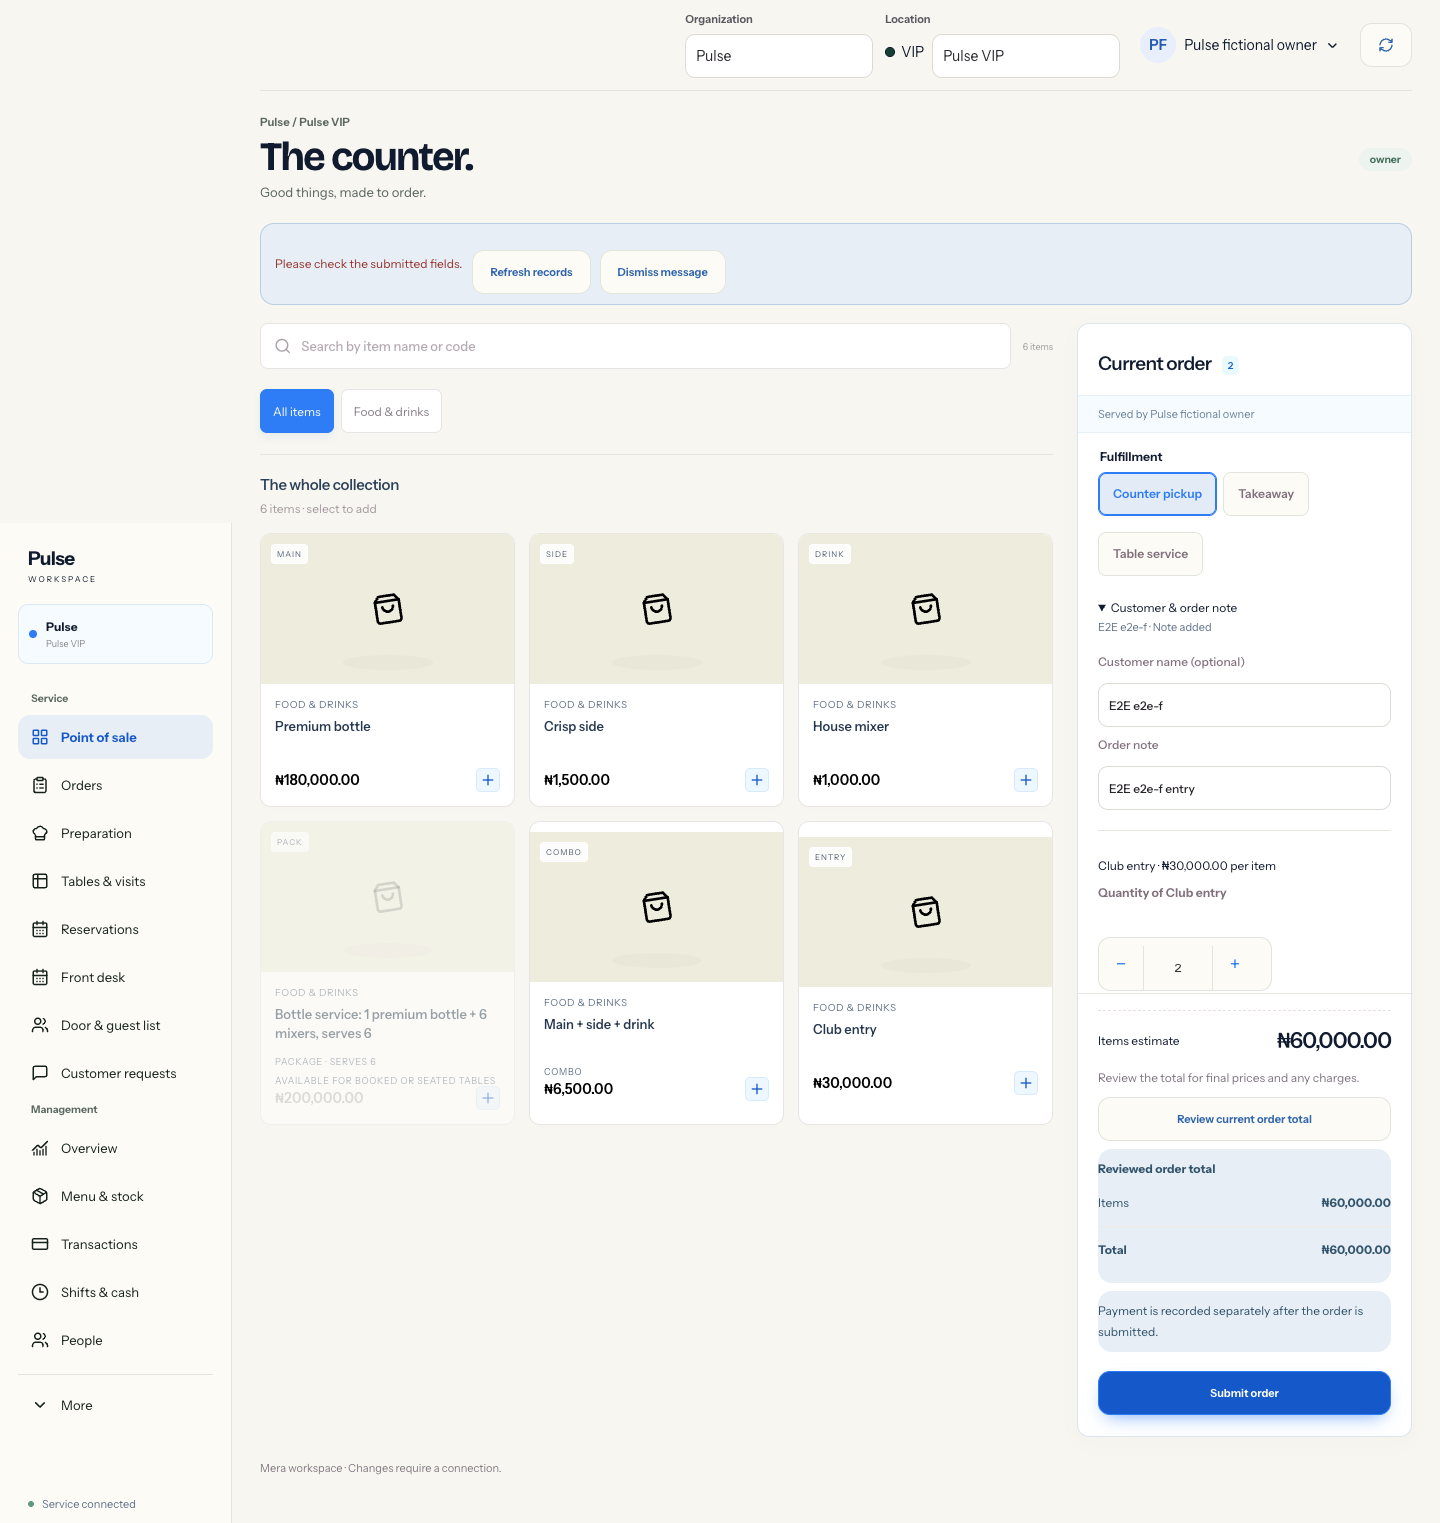 Organization
Location
Pulse
VIP
Pulse VIP
PF
Pulse fictional owner
Pulse / Pulse VIP
The counter.
owner
Good things, made to order.
Please check the submitted fields.
Refresh records
Dismiss message
Search by item name or code
6 items
All items
Food & drinks
The whole collection
6 items · select to add
MAIN
FOOD & DRINKS
Premium bottle
₦180,000.00
SIDE
FOOD & DRINKS
Crisp side
₦1,500.00
DRINK
FOOD & DRINKS
House mixer
₦1,000.00
PACK
FOOD & DRINKS
Bottle service: 1 premium bottle + 6
mixers, serves 6
PACKAGE · SERVES 6
AVAILABLE FOR BOOKED OR SEATED TABLES
₦200,000.00
COMBO
FOOD & DRINKS
Main + side + drink
COMBO
₦6,500.00
ENTRY
FOOD & DRINKS
Club entry
₦30,000.00
Current order 2
Served by Pulse fictional owner
Fulfillment
Counter pickup
Takeaway
Table service
▼ Customer & order note
E2E e2e-f · Note added
Customer name (optional)
E2E e2e-f
Order note
E2E e2e-f entry
Club entry · ₦30,000.00 per item
Quantity of Club entry
− 2 +
Items estimate ₦60,000.00
Review the total for final prices and any charges.
Review current order total
Reviewed order total
Items ₦60,000.00
Total ₦60,000.00
Payment is recorded separately after the order is
submitted.
Submit order
Pulse
WORKSPACE
Pulse
Pulse VIP
Service
Point of sale
Orders
Preparation
Tables & visits
Reservations
Front desk
Door & guest list
Customer requests
Management
Overview
Menu & stock
Transactions
Shifts & cash
People
More
Service connected
Mera workspace · Changes require a connection.